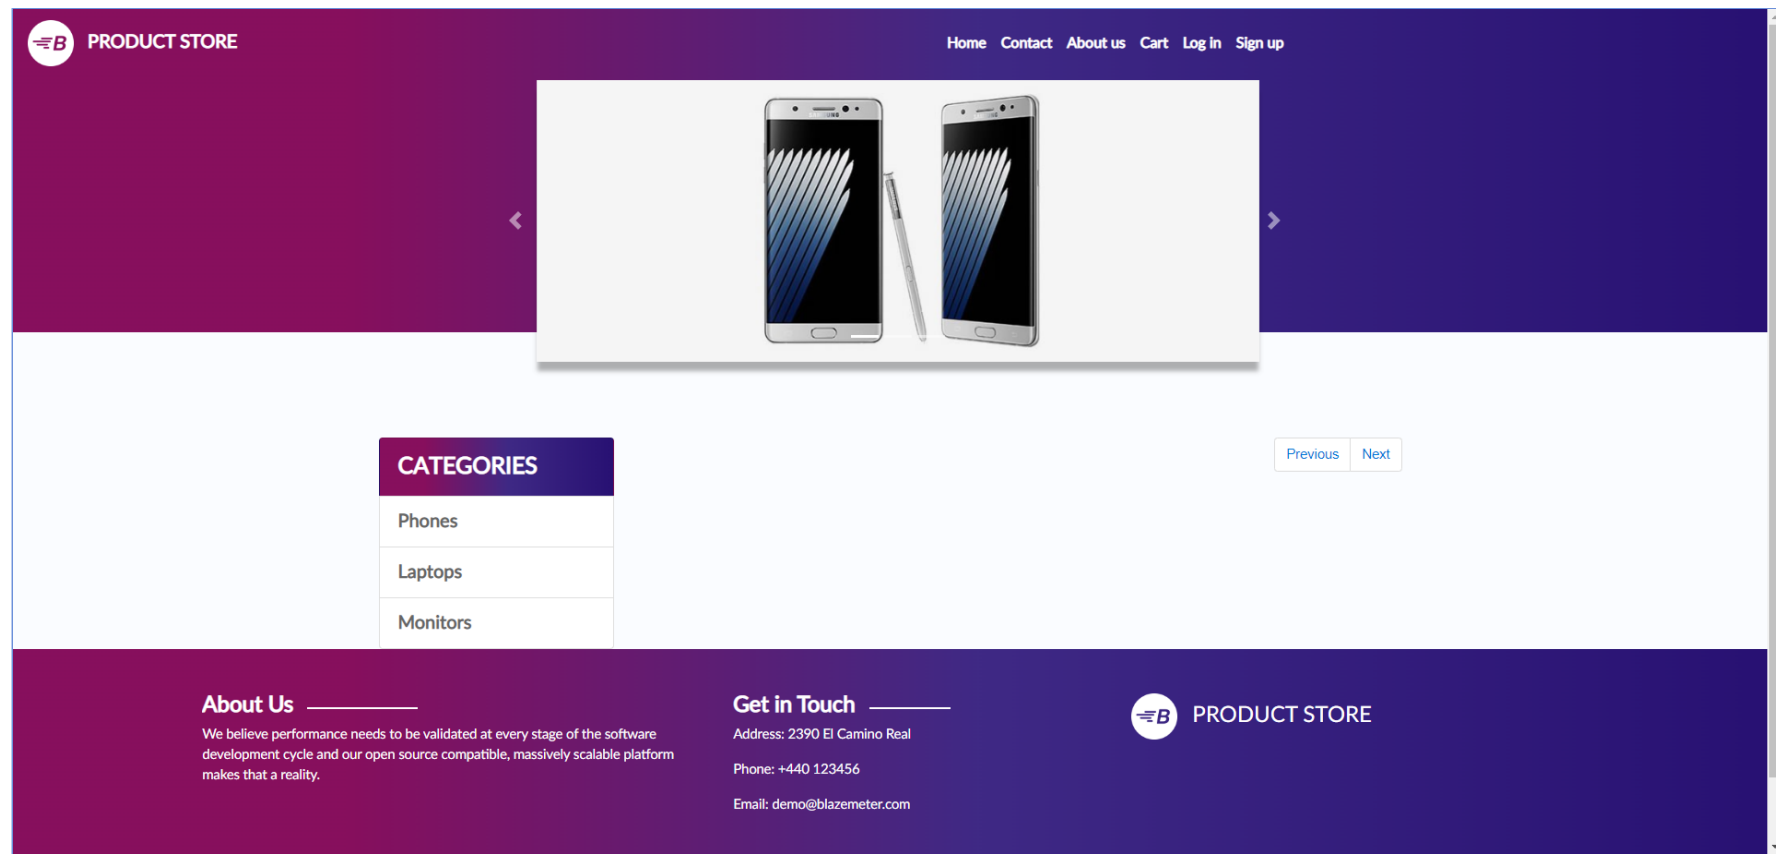 B PRODUCT STORE
Home Contact About us Cart Log in Sign up
SAMSUNG
CATEGORIES
Previous Next
Phones
Laptops
Monitors
About Us
We believe performance needs to be validated at every stage of the software
development cycle and our open source compatible, massively scalable platform
makes that a reality.
Get in Touch
Address: 2390 El Camino Real
Phone: +440 123456
Email: demo@blazemeter.com
B PRODUCT STORE